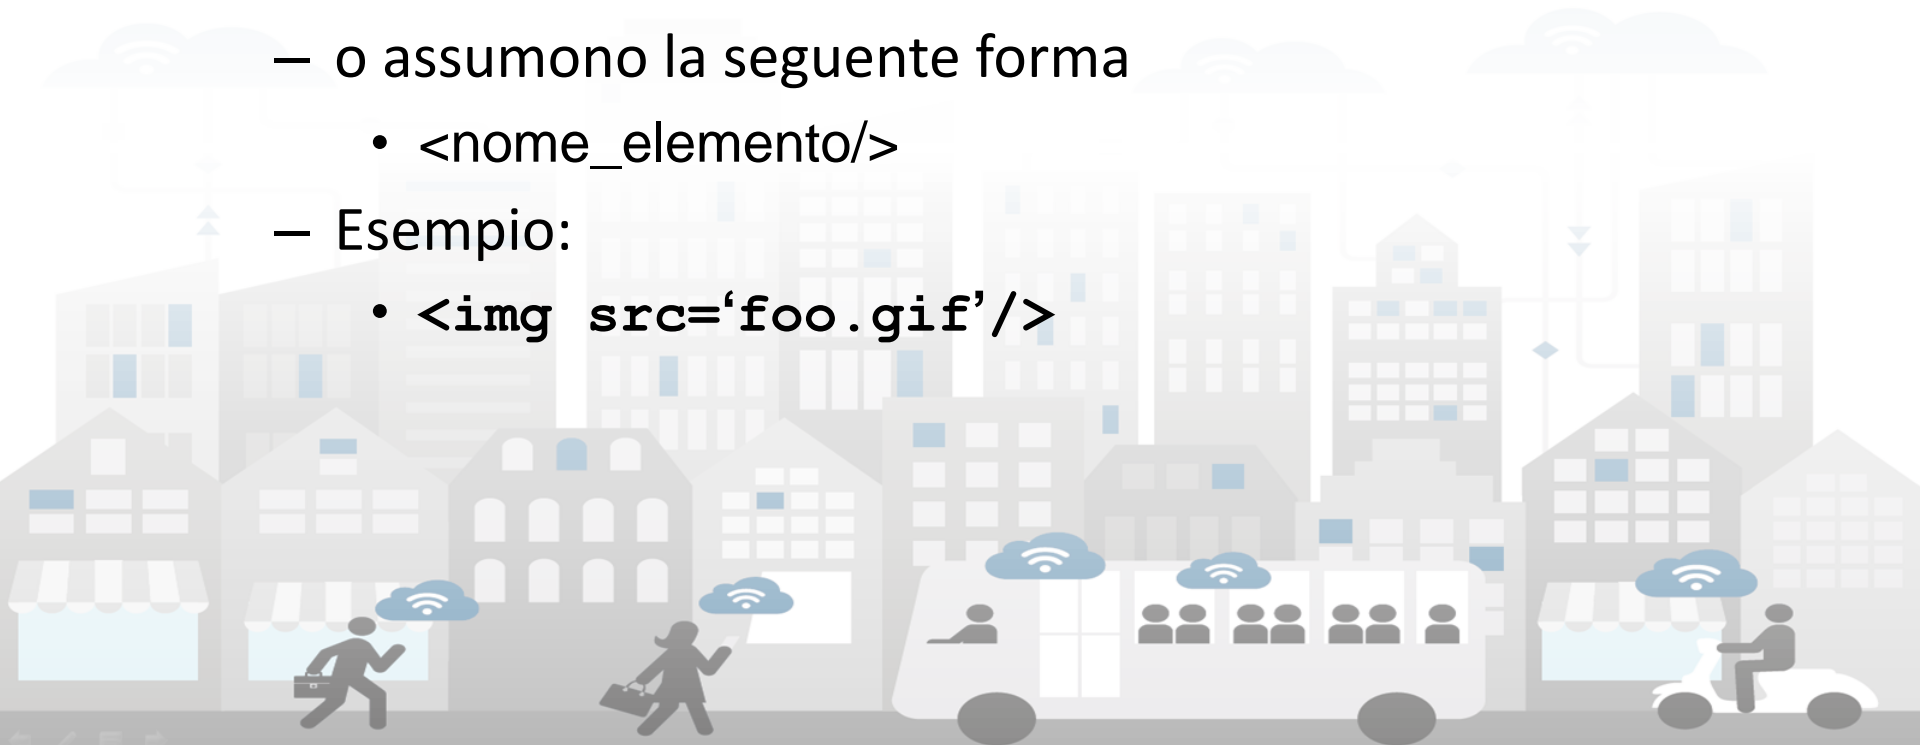 – o assumono la seguente forma
• <nome_elemento/>
– Esempio:
• <img src=‘foo.gif’/>